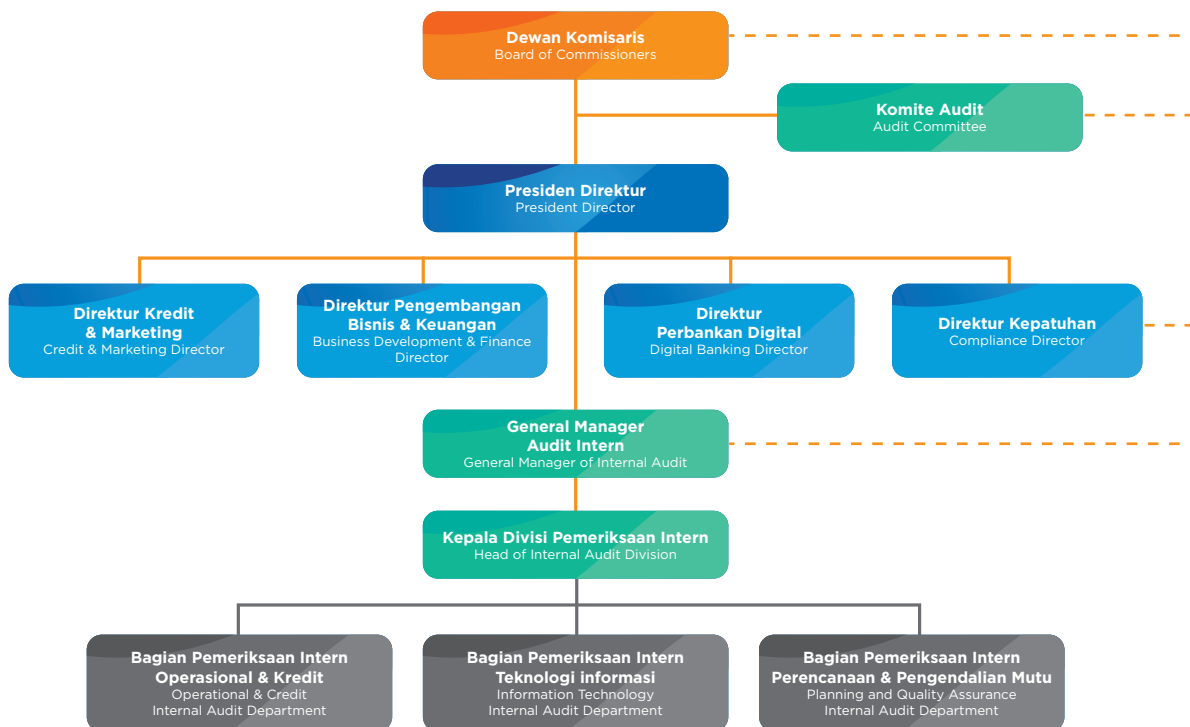 Dewan Komisaris
Board of Commissioners
Komite Audit
Audit Committee
Presiden Direktur
President Director
Direktur Kredit
& Marketing
Credit & Marketing Director
Direktur Pengembangan
Bisnis & Keuangan
Business Development & Finance
Director
Direktur
Perbankan Digital
Digital Banking Director
Direktur Kepatuhan
Compliance Director
General Manager
Audit Intern
General Manager of Internal Audit
Kepala Divisi Pemeriksaan Intern
Head of Internal Audit Division
Bagian Pemeriksaan Intern
Operasional & Kredit
Operational & Credit
Internal Audit Department
Bagian Pemeriksaan Intern
Teknologi informasi
Information Technology
Internal Audit Department
Bagian Pemeriksaan Intern
Perencanaan & Pengendalian Mutu
Planning and Quality Assurance
Internal Audit Department